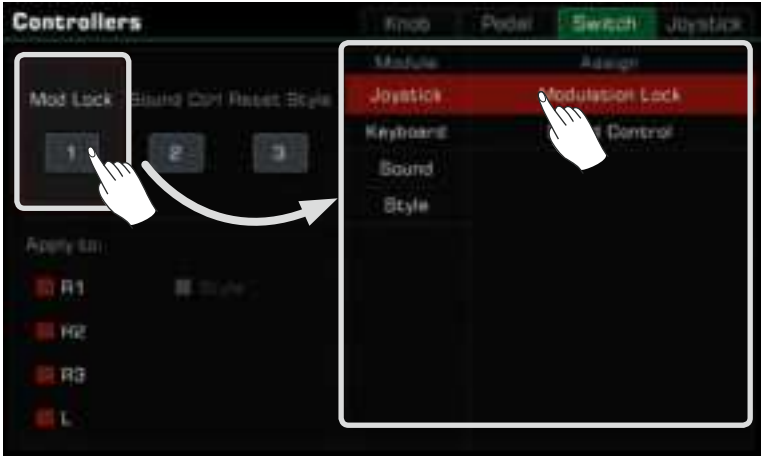 Controllers Knob Pedal Switch Joystick
Module Assign
Mod Lock Sound Ctrl Reset Style
Joystick Modulation Lock
Keyboard Control
1 2 3
Sound
Style
Apply to:
R1 Style
R2
R3
L